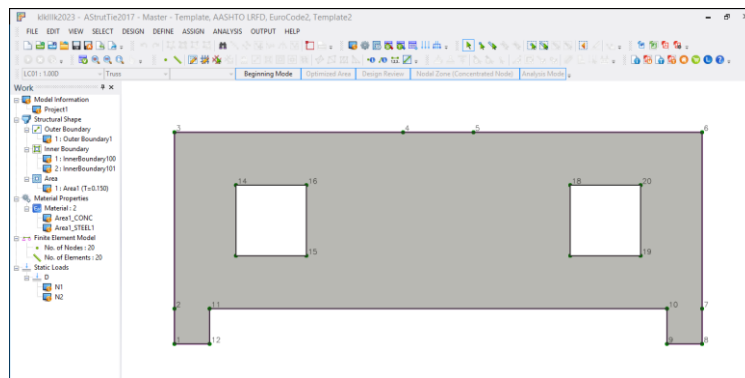 kfkfllk2023 - AStrutTie2017 - Master - Template, AASHTO LRFD, EuroCode2, Template2
FILE EDIT VIEW SELECT DESIGN DEFINE ASSIGN ANALYSIS OUTPUT HELP
LC01 : 1.00D Truss Beginning Mode Optimized Area Design Review Nodal Zone (Concentrated Node) Analysis Mode
Work
Model Information
Project1
Structural Shape
Outer Boundary
1 : Outer Boundary1
Inner Boundary
1 : InnerBoundary100
2 : InnerBoundary101
Area
1 : Area1 (T=0.150)
Material Properties
Material : 2
Area1_CONC
Area1_STEEL1
Finite Element Model
No. of Nodes : 20
No. of Elements : 20
Static Loads
D
N1
N2
3 4 5 6
14 16 18 20
15 19
2 11 10 7
1 12 9 8